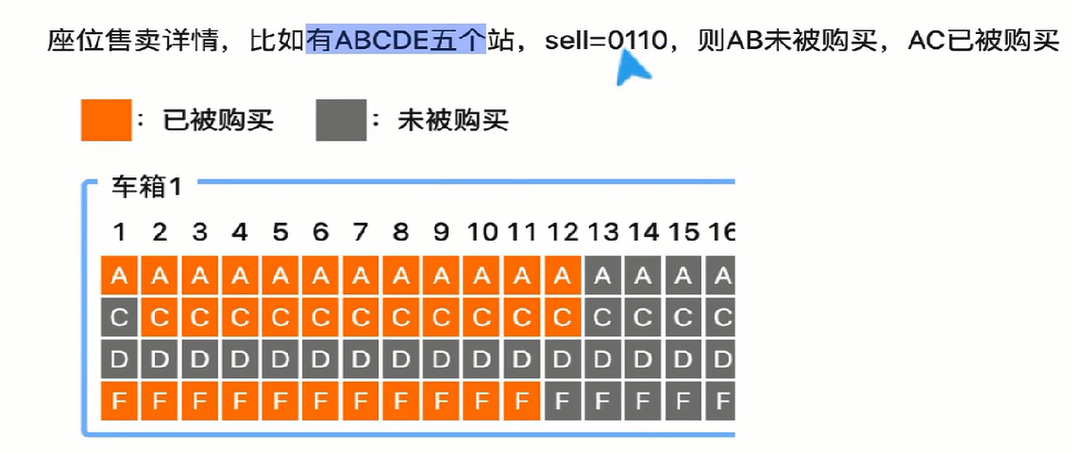 座位售卖详情，比如有ABCDE五个站，sell=0110，则AB未被购买，AC已被购买
：已被购买 ：未被购买
车箱1
1 2 3 4 5 6 7 8 9 10 11 12 13 14 15 16
A A A A A A A A A A A A A A A A
C C C C C C C C C C C C C C C C
D D D D D D D D D D D D D D D D
F F F F F F F F F F F F F F F F